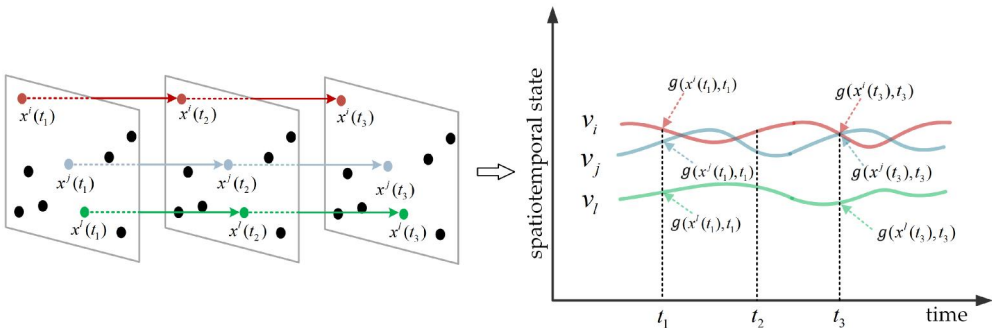 x^i(t_1)
x^i(t_2)
x^i(t_3)
x^j(t_1)
x^j(t_2)
x^j(t_3)
x^l(t_1)
x^l(t_2)
x^l(t_3)
spatiotemporal state
g(x^i(t_1),t_1)
g(x^i(t_3),t_3)
v_i
v_j
g(x^j(t_1),t_1)
g(x^j(t_3),t_3)
v_l
g(x^l(t_1),t_1)
g(x^l(t_3),t_3)
t_1
t_2
t_3
time